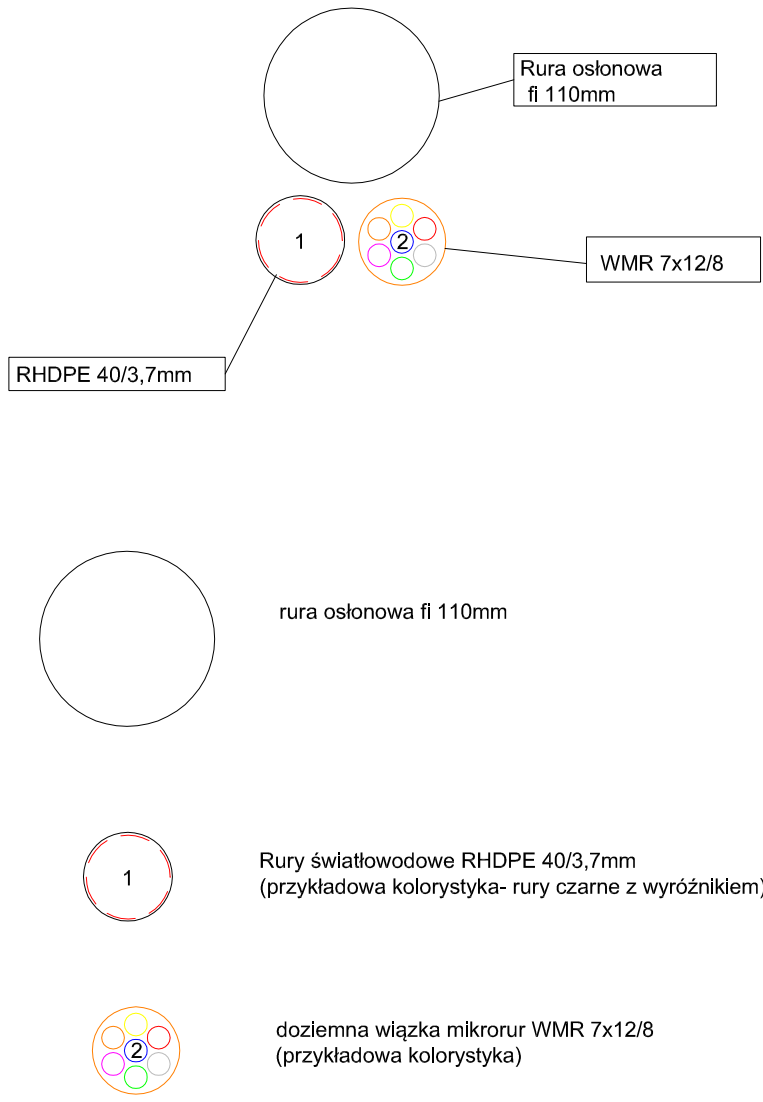 Rura osłonowa
fi 110mm
1
2
WMR 7x12/8
RHDPE 40/3,7mm
rura osłonowa fi 110mm
1
Rury światłowodowe RHDPE 40/3,7mm
(przykładowa kolorystyka- rury czarne z wyróźnikiem)
2
doziemna wiązka mikrorur WMR 7x12/8
(przykładowa kolorystyka)